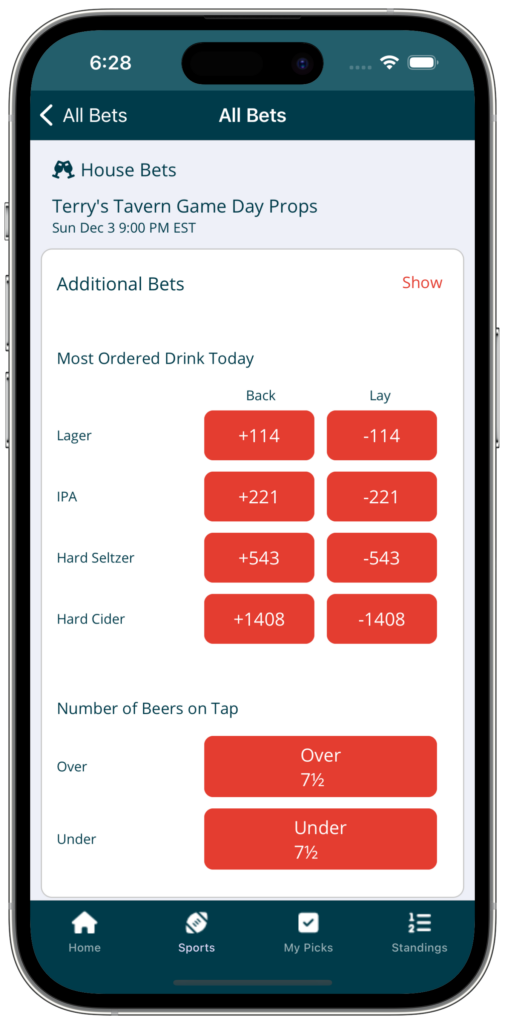 6:28
All Bets
All Bets
House Bets
Terry's Tavern Game Day Props
Sun Dec 3 9:00 PM EST
Additional Bets Show
Most Ordered Drink Today
Back Lay
Lager +114 -114
IPA +221 -221
Hard Seltzer +543 -543
Hard Cider +1408 -1408
Number of Beers on Tap
Over Over
7½
Under Under
7½
Home Sports My Picks Standings